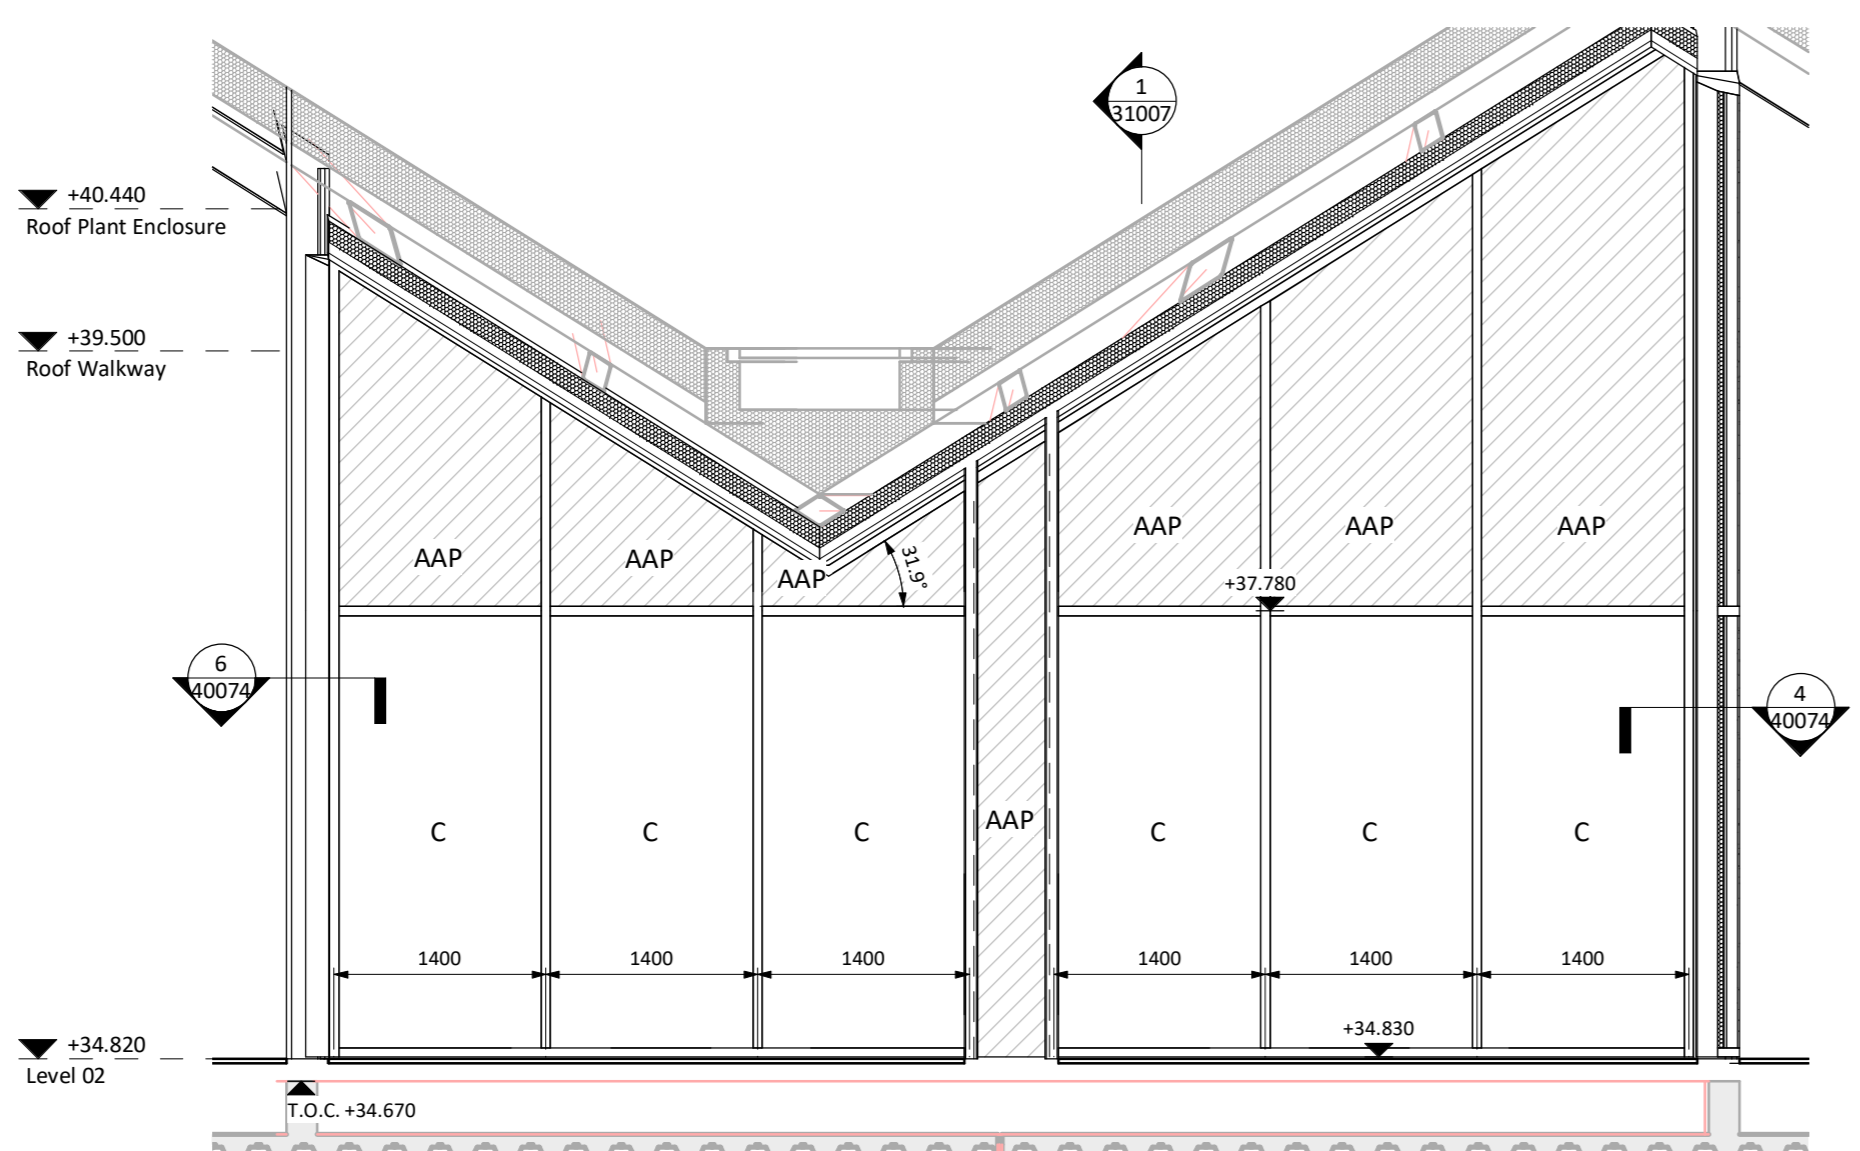 1
31007
+40.440
Roof Plant Enclosure
+39.500
Roof Walkway
AAP
AAP
AAP
31.9°
AAP
AAP
AAP
+37.780
6
40074
4
40074
C
C
C
AAP
C
C
C
1400
1400
1400
1400
1400
1400
+34.830
+34.820
Level 02
T.O.C. +34.670